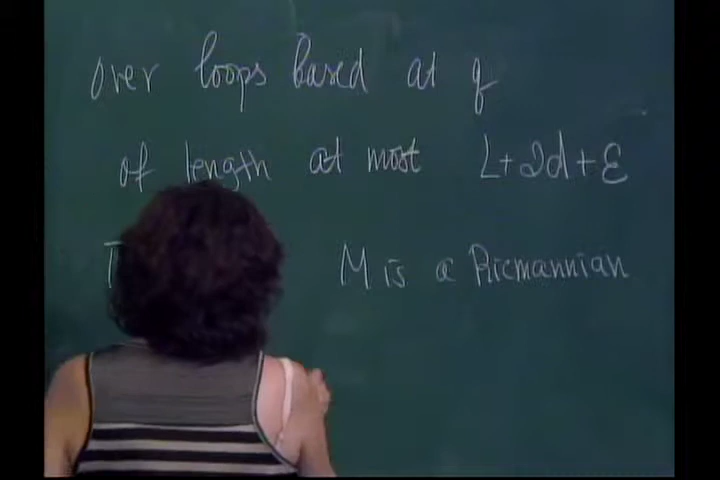 over loops based at q
of length at most L+2d+ε
M is a Riemannian